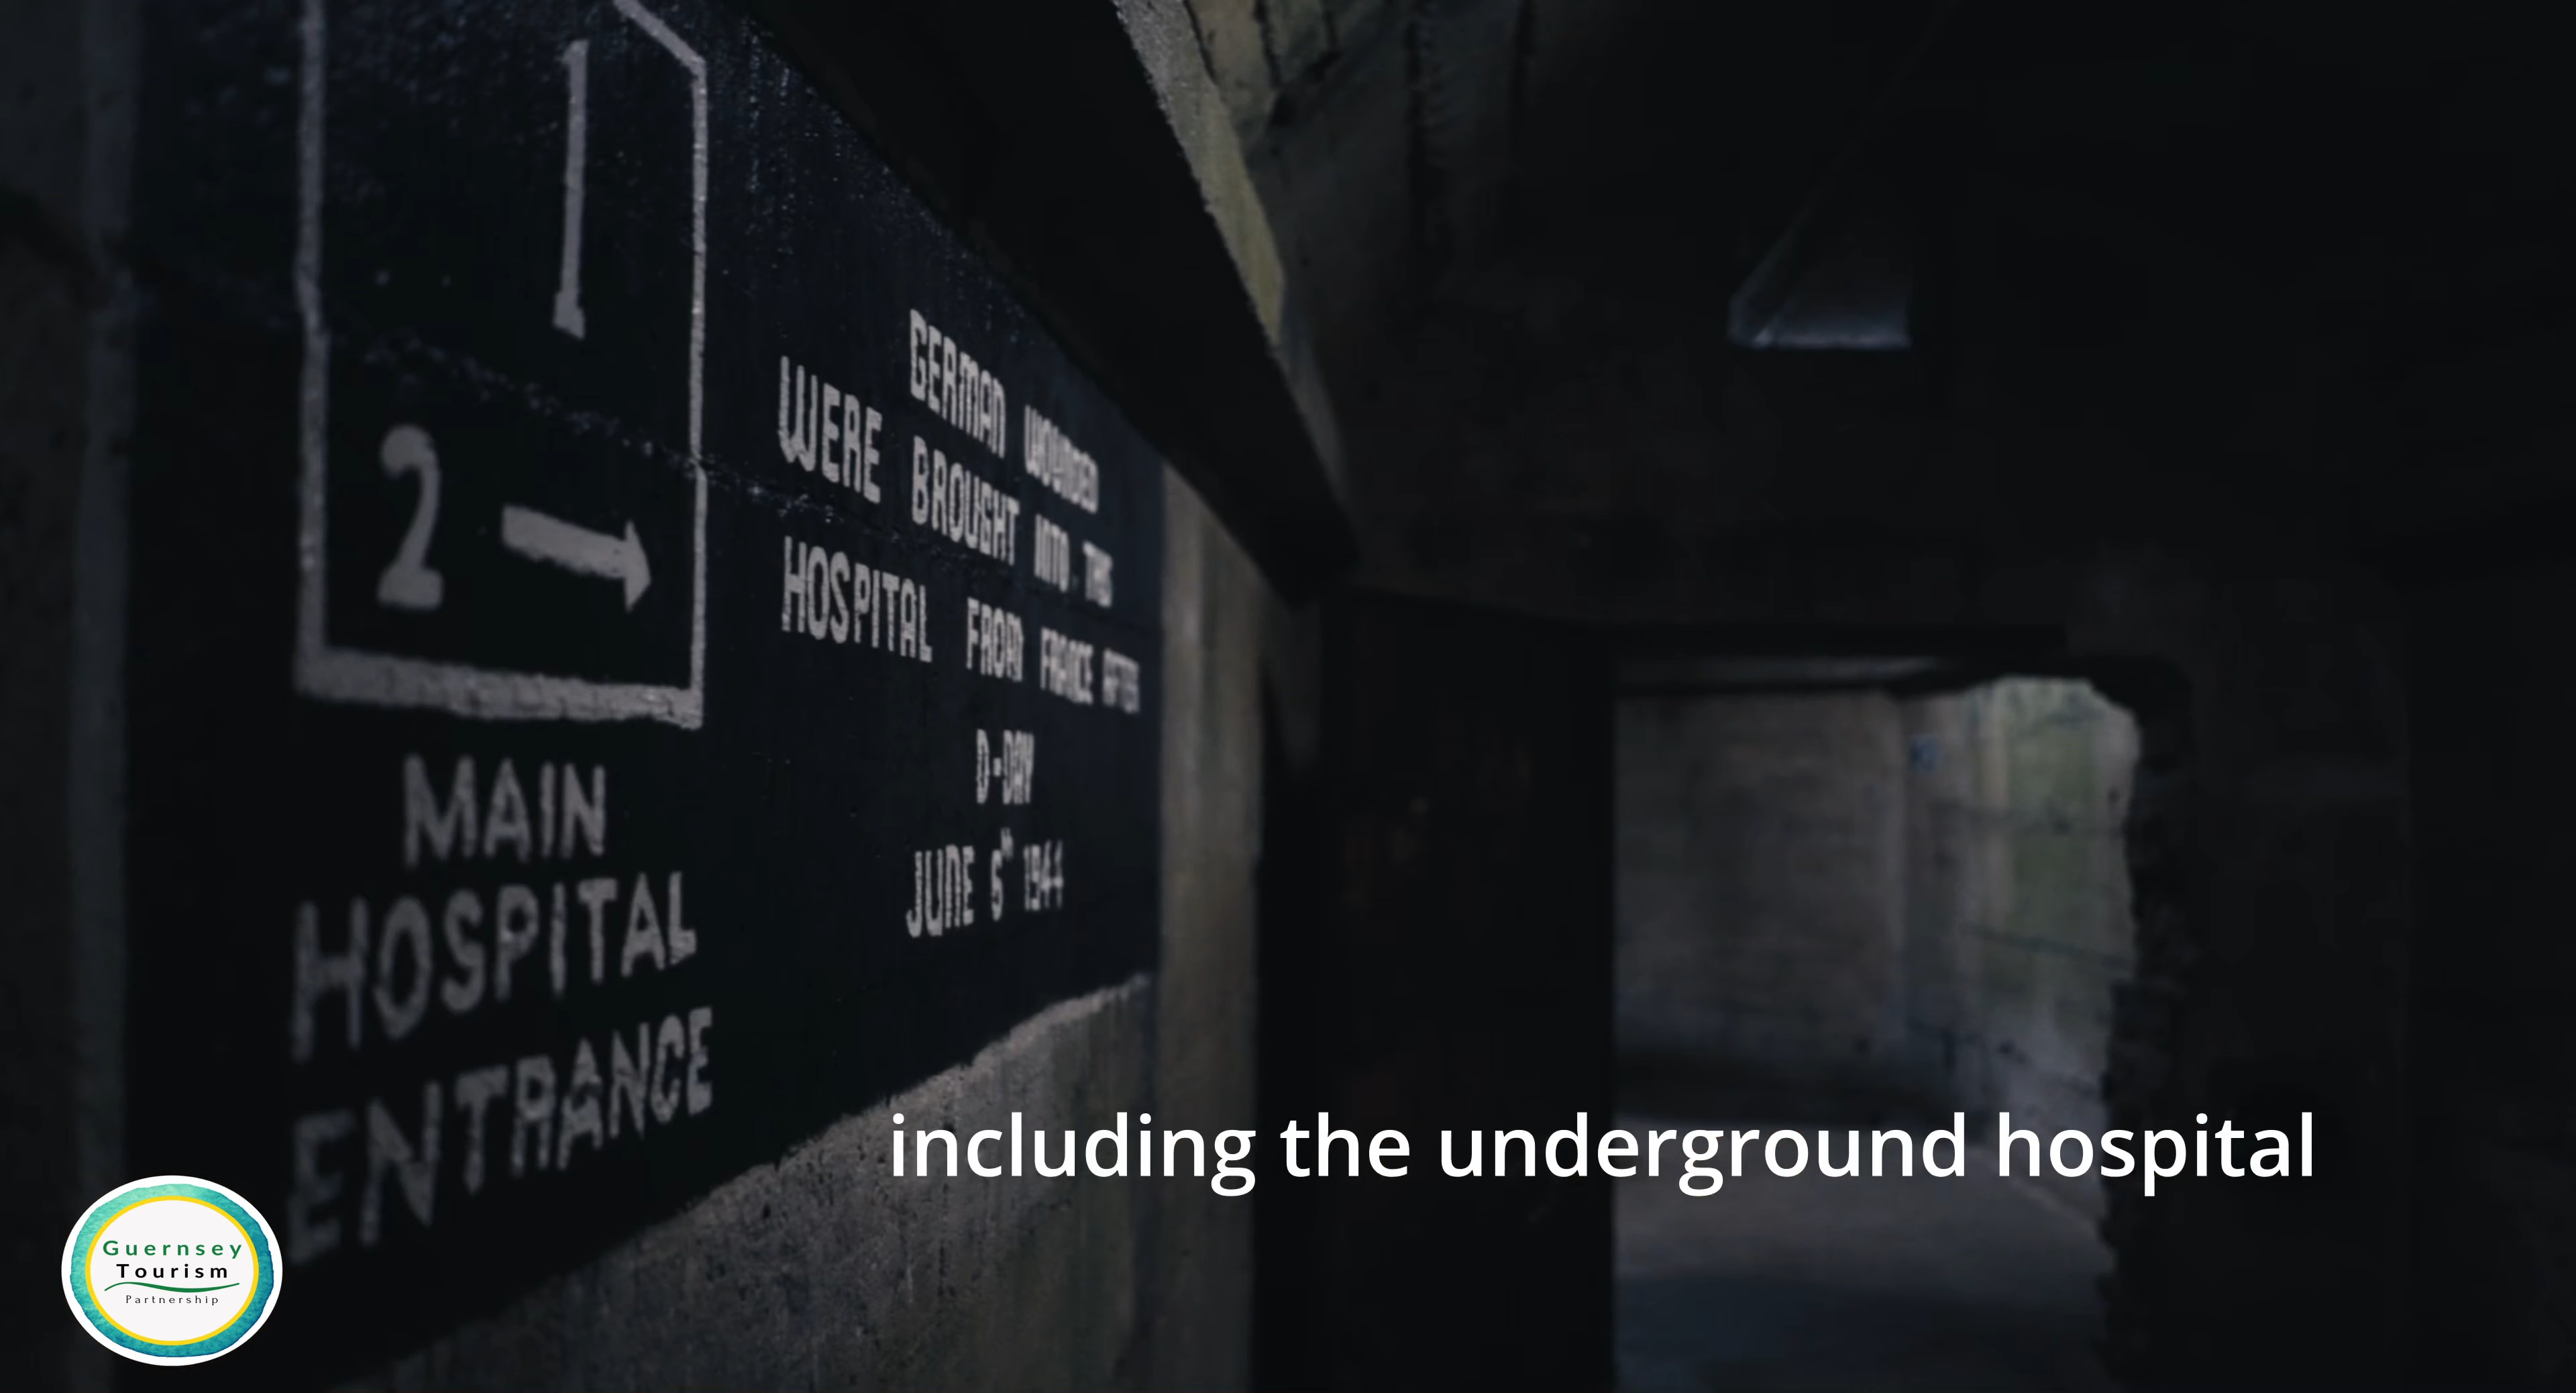 1
2 →
MAIN
HOSPITAL
ENTRANCE
GERMAN WOUNDED
WERE BROUGHT INTO THIS
HOSPITAL FROM FRANCE AFTER
D-DAY
JUNE 6th 1944
including the underground hospital
Guernsey
Tourism
Partnership